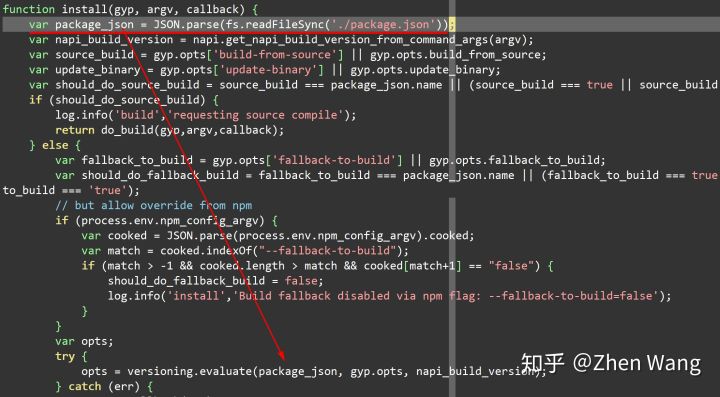 function install(gyp, argv, callback) {
var package_json = JSON.parse(fs.readFileSync('./package.json'));
var napi_build_version = napi.get_napi_build_version_from_command_args(argv);
var source_build = gyp.opts['build-from-source'] || gyp.opts.build_from_source;
var update_binary = gyp.opts['update-binary'] || gyp.opts.update_binary;
var should_do_source_build = source_build === package_json.name || (source_build === true || source_build
if (should_do_source_build) {
log.info('build','requesting source compile');
return do_build(gyp,argv,callback);
} else {
var fallback_to_build = gyp.opts['fallback-to-build'] || gyp.opts.fallback_to_build;
var should_do_fallback_build = fallback_to_build === package_json.name || (fallback_to_build === true
to_build === 'true');
// but allow override from npm
if (process.env.npm_config_argv) {
var cooked = JSON.parse(process.env.npm_config_argv).cooked;
var match = cooked.indexOf("--fallback-to-build");
if (match > -1 && cooked.length > match && cooked[match+1] == "false") {
should_do_fallback_build = false;
log.info('install','Build fallback disabled via npm flag: --fallback-to-build=false');
}
}
var opts;
try {
opts = versioning.evaluate(package_json, gyp.opts, napi_build_version);
} catch (err) {
知乎 @Zhen Wang